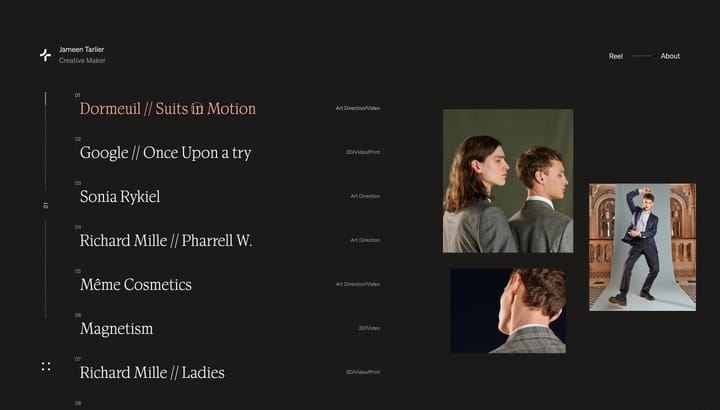 Jameen Tarlier
Creative Maker
Reel
About
01
Dormeuil // Suits in Motion
Art Direction/Video
02
Google // Once Upon a try
3D/Video/Print
03
Sonia Rykiel
Art Direction
01
04
Richard Mille // Pharrell W.
Art Direction
05
Même Cosmetics
Art Direction/Video
06
Magnetism
3D/Video
07
Richard Mille // Ladies
3D/Video/Print
08